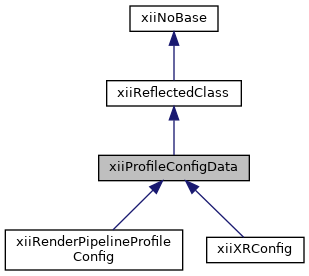 xiiNoBase
xiiReflectedClass
xiiProfileConfigData
xiiRenderPipelineProfile
Config
xiiXRConfig